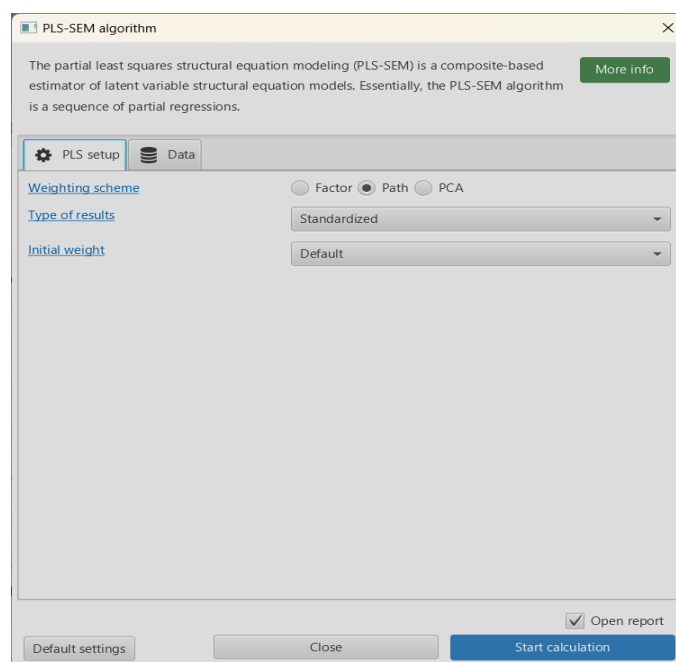 PLS-SEM algorithm
The partial least squares structural equation modeling (PLS-SEM) is a composite-based
estimator of latent variable structural equation models. Essentially, the PLS-SEM algorithm
is a sequence of partial regressions.
More info
PLS setup Data
Weighting scheme Factor Path PCA
Type of results Standardized
Initial weight Default
Open report
Default settings Close Start calculation